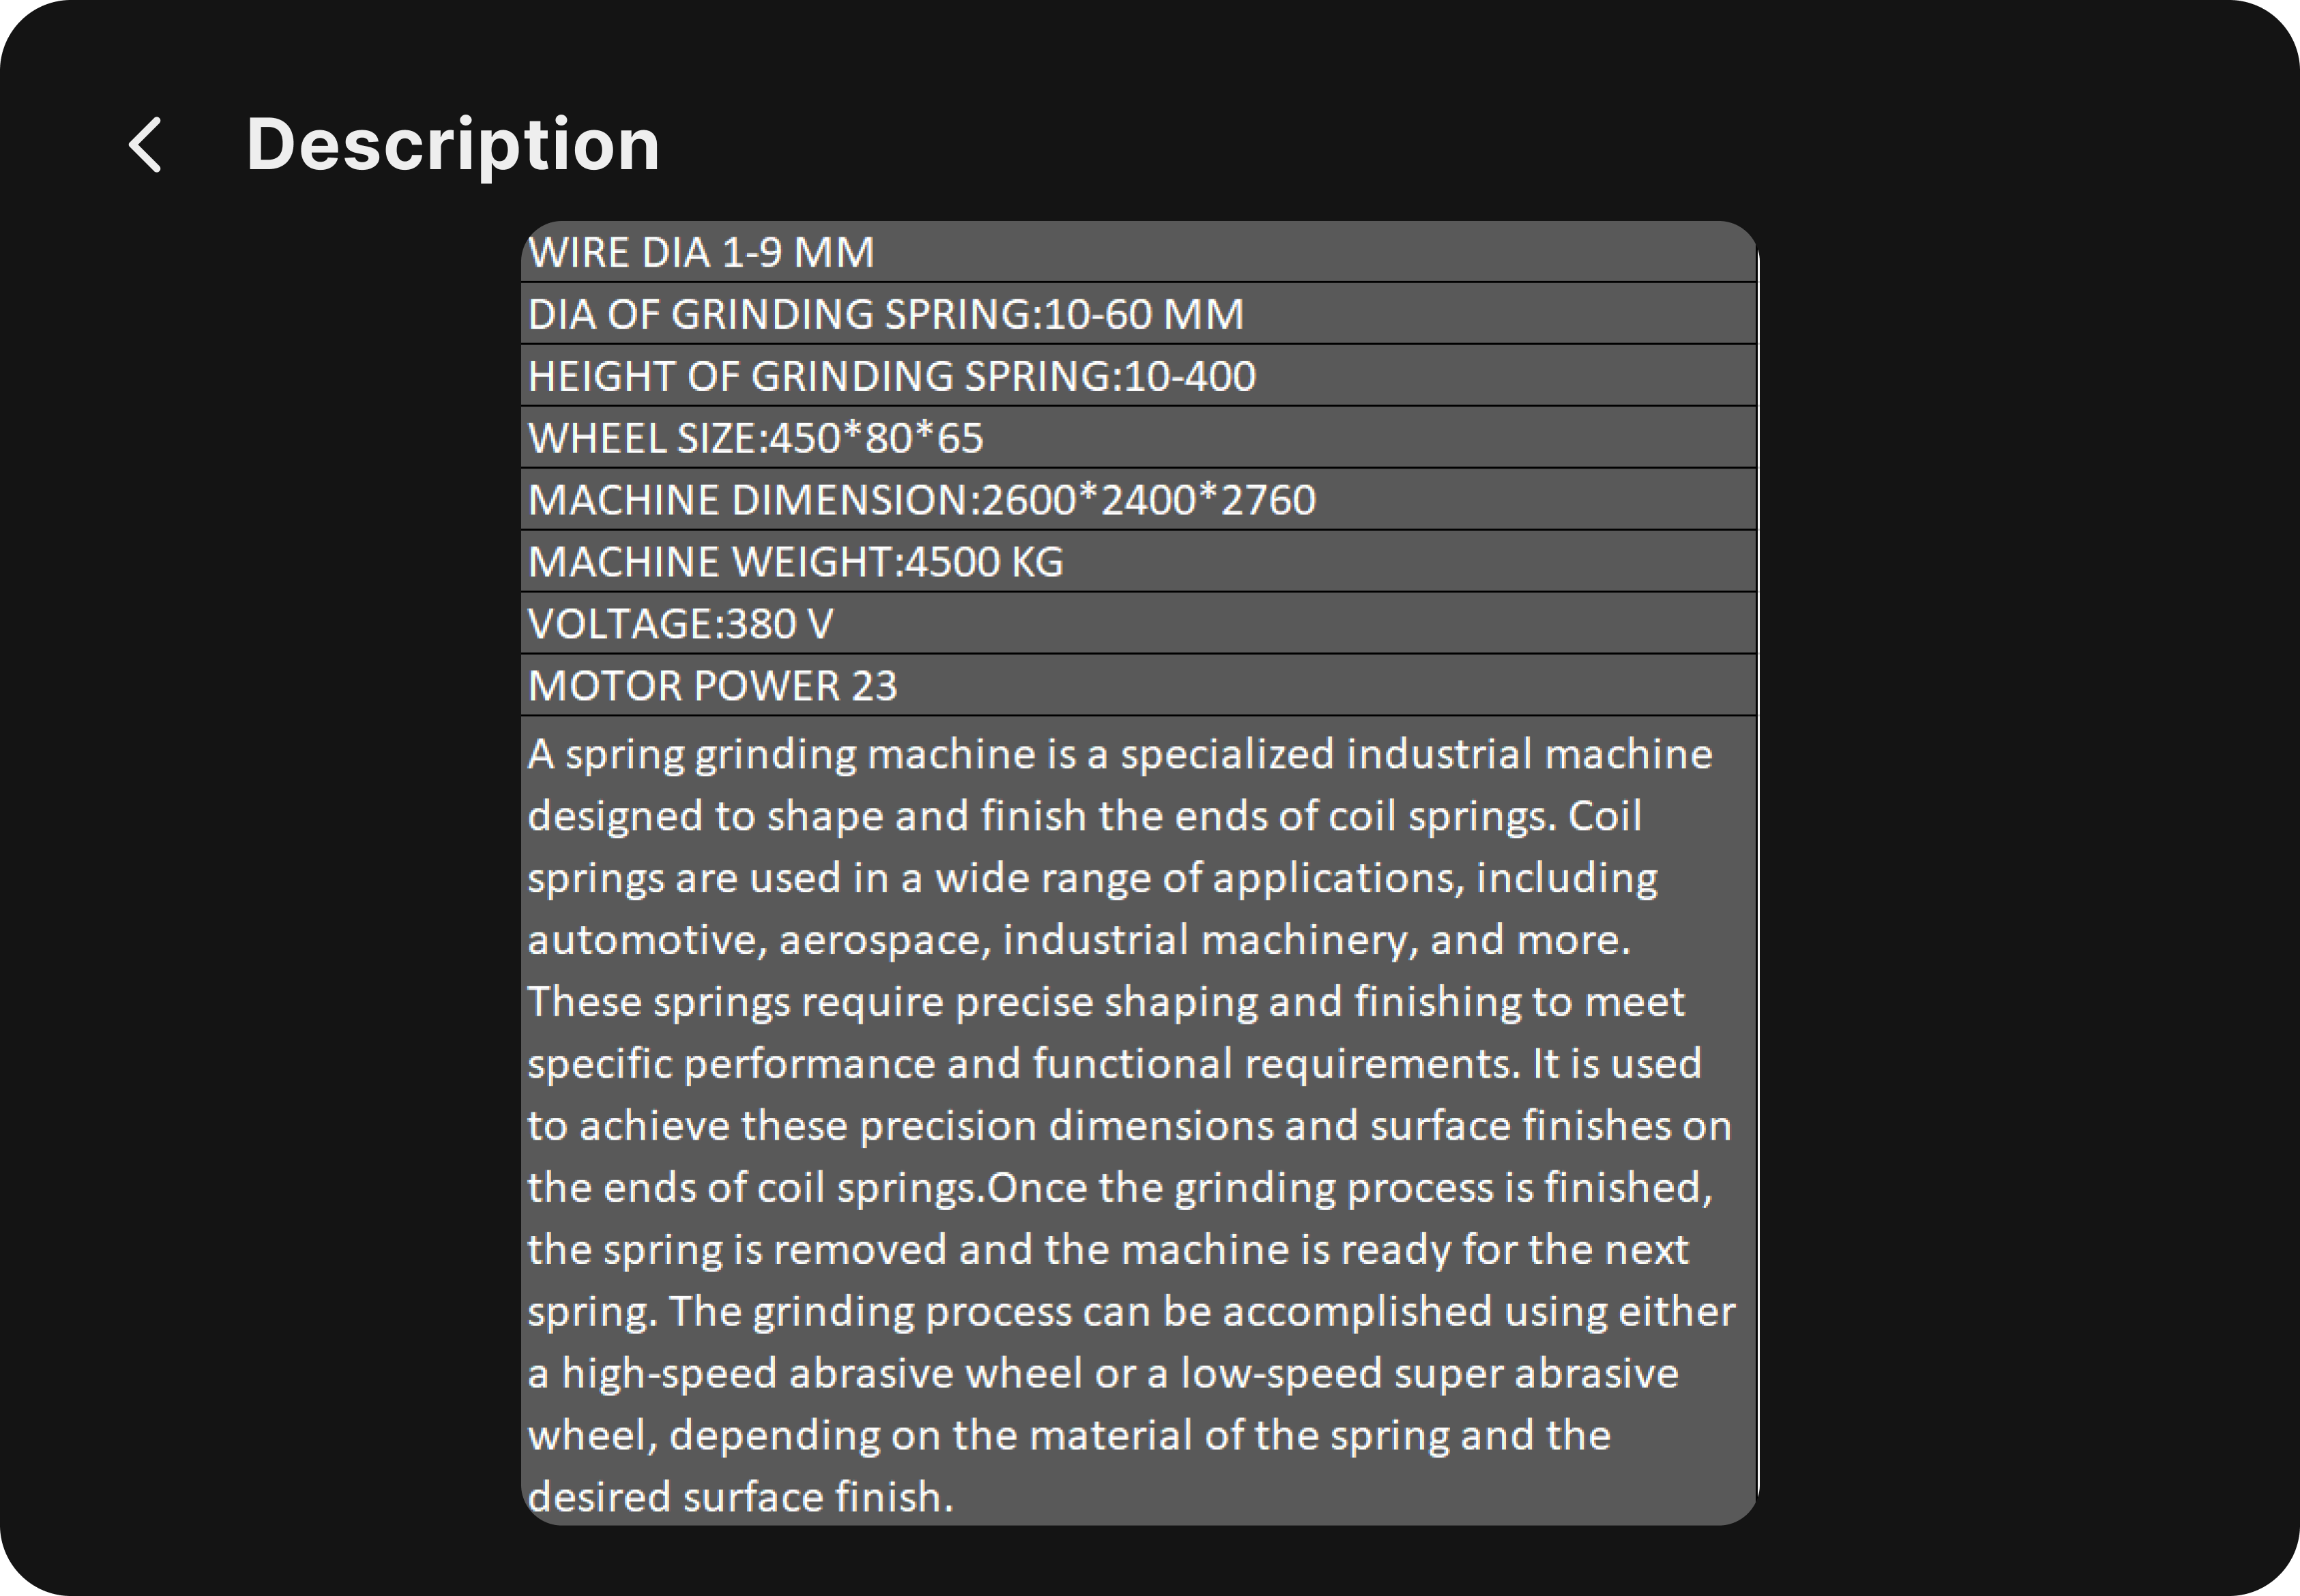 Description
WIRE DIA 1-9 MM
DIA OF GRINDING SPRING:10-60 MM
HEIGHT OF GRINDING SPRING:10-400
WHEEL SIZE:450*80*65
MACHINE DIMENSION:2600*2400*2760
MACHINE WEIGHT:4500 KG
VOLTAGE:380 V
MOTOR POWER 23
A spring grinding machine is a specialized industrial machine
designed to shape and finish the ends of coil springs. Coil
springs are used in a wide range of applications, including
automotive, aerospace, industrial machinery, and more.
These springs require precise shaping and finishing to meet
specific performance and functional requirements. It is used
to achieve these precision dimensions and surface finishes on
the ends of coil springs.Once the grinding process is finished,
the spring is removed and the machine is ready for the next
spring. The grinding process can be accomplished using either
a high-speed abrasive wheel or a low-speed super abrasive
wheel, depending on the material of the spring and the
desired surface finish.